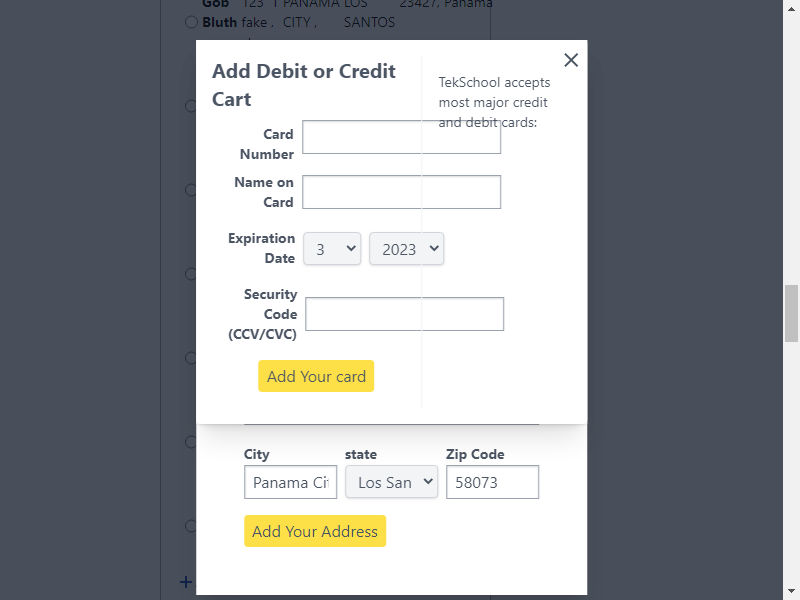 Gob 123 PANAMA LOS 23427, Panama
Bluth fake , CITY , SANTOS
Add Debit or Credit
Cart
TekSchool accepts
most major credit
and debit cards:
Card
Number
Name on
Card
Expiration
Date
3
2023
Security
Code
(CCV/CVC)
Add Your card
City
state
Zip Code
Panama Ci
Los San
58073
Add Your Address